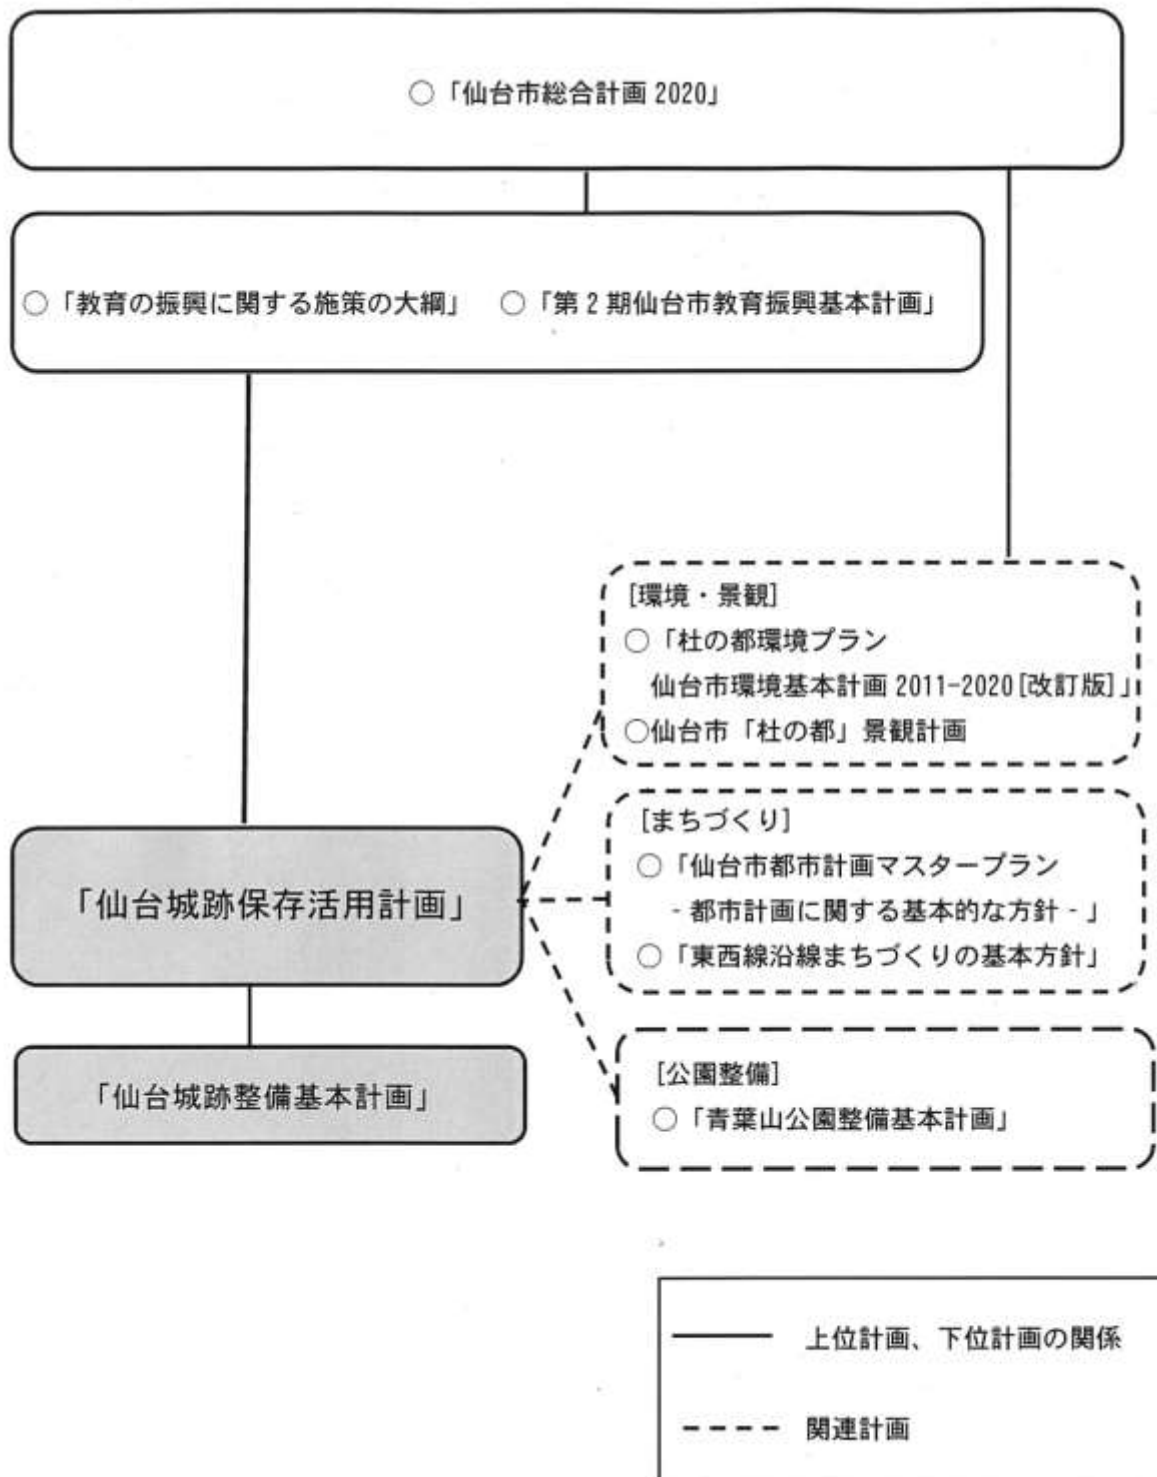 ○「仙台市総合計画 2020」
○「教育の振興に関する施策の大綱」 ○「第2期仙台市教育振興基本計画」
[環境・景観]
○「杜の都環境プラン
仙台市環境基本計画 2011-2020[改訂版]」
○仙台市「杜の都」景観計画
[まちづくり]
○「仙台市都市計画マスタープラン
- 都市計画に関する基本的な方針 - 」
○「東西線沿線まちづくりの基本方針」
「仙台城跡保存活用計画」
[公園整備]
○「青葉山公園整備基本計画」
「仙台城跡整備基本計画」
上位計画、下位計画の関係
関連計画